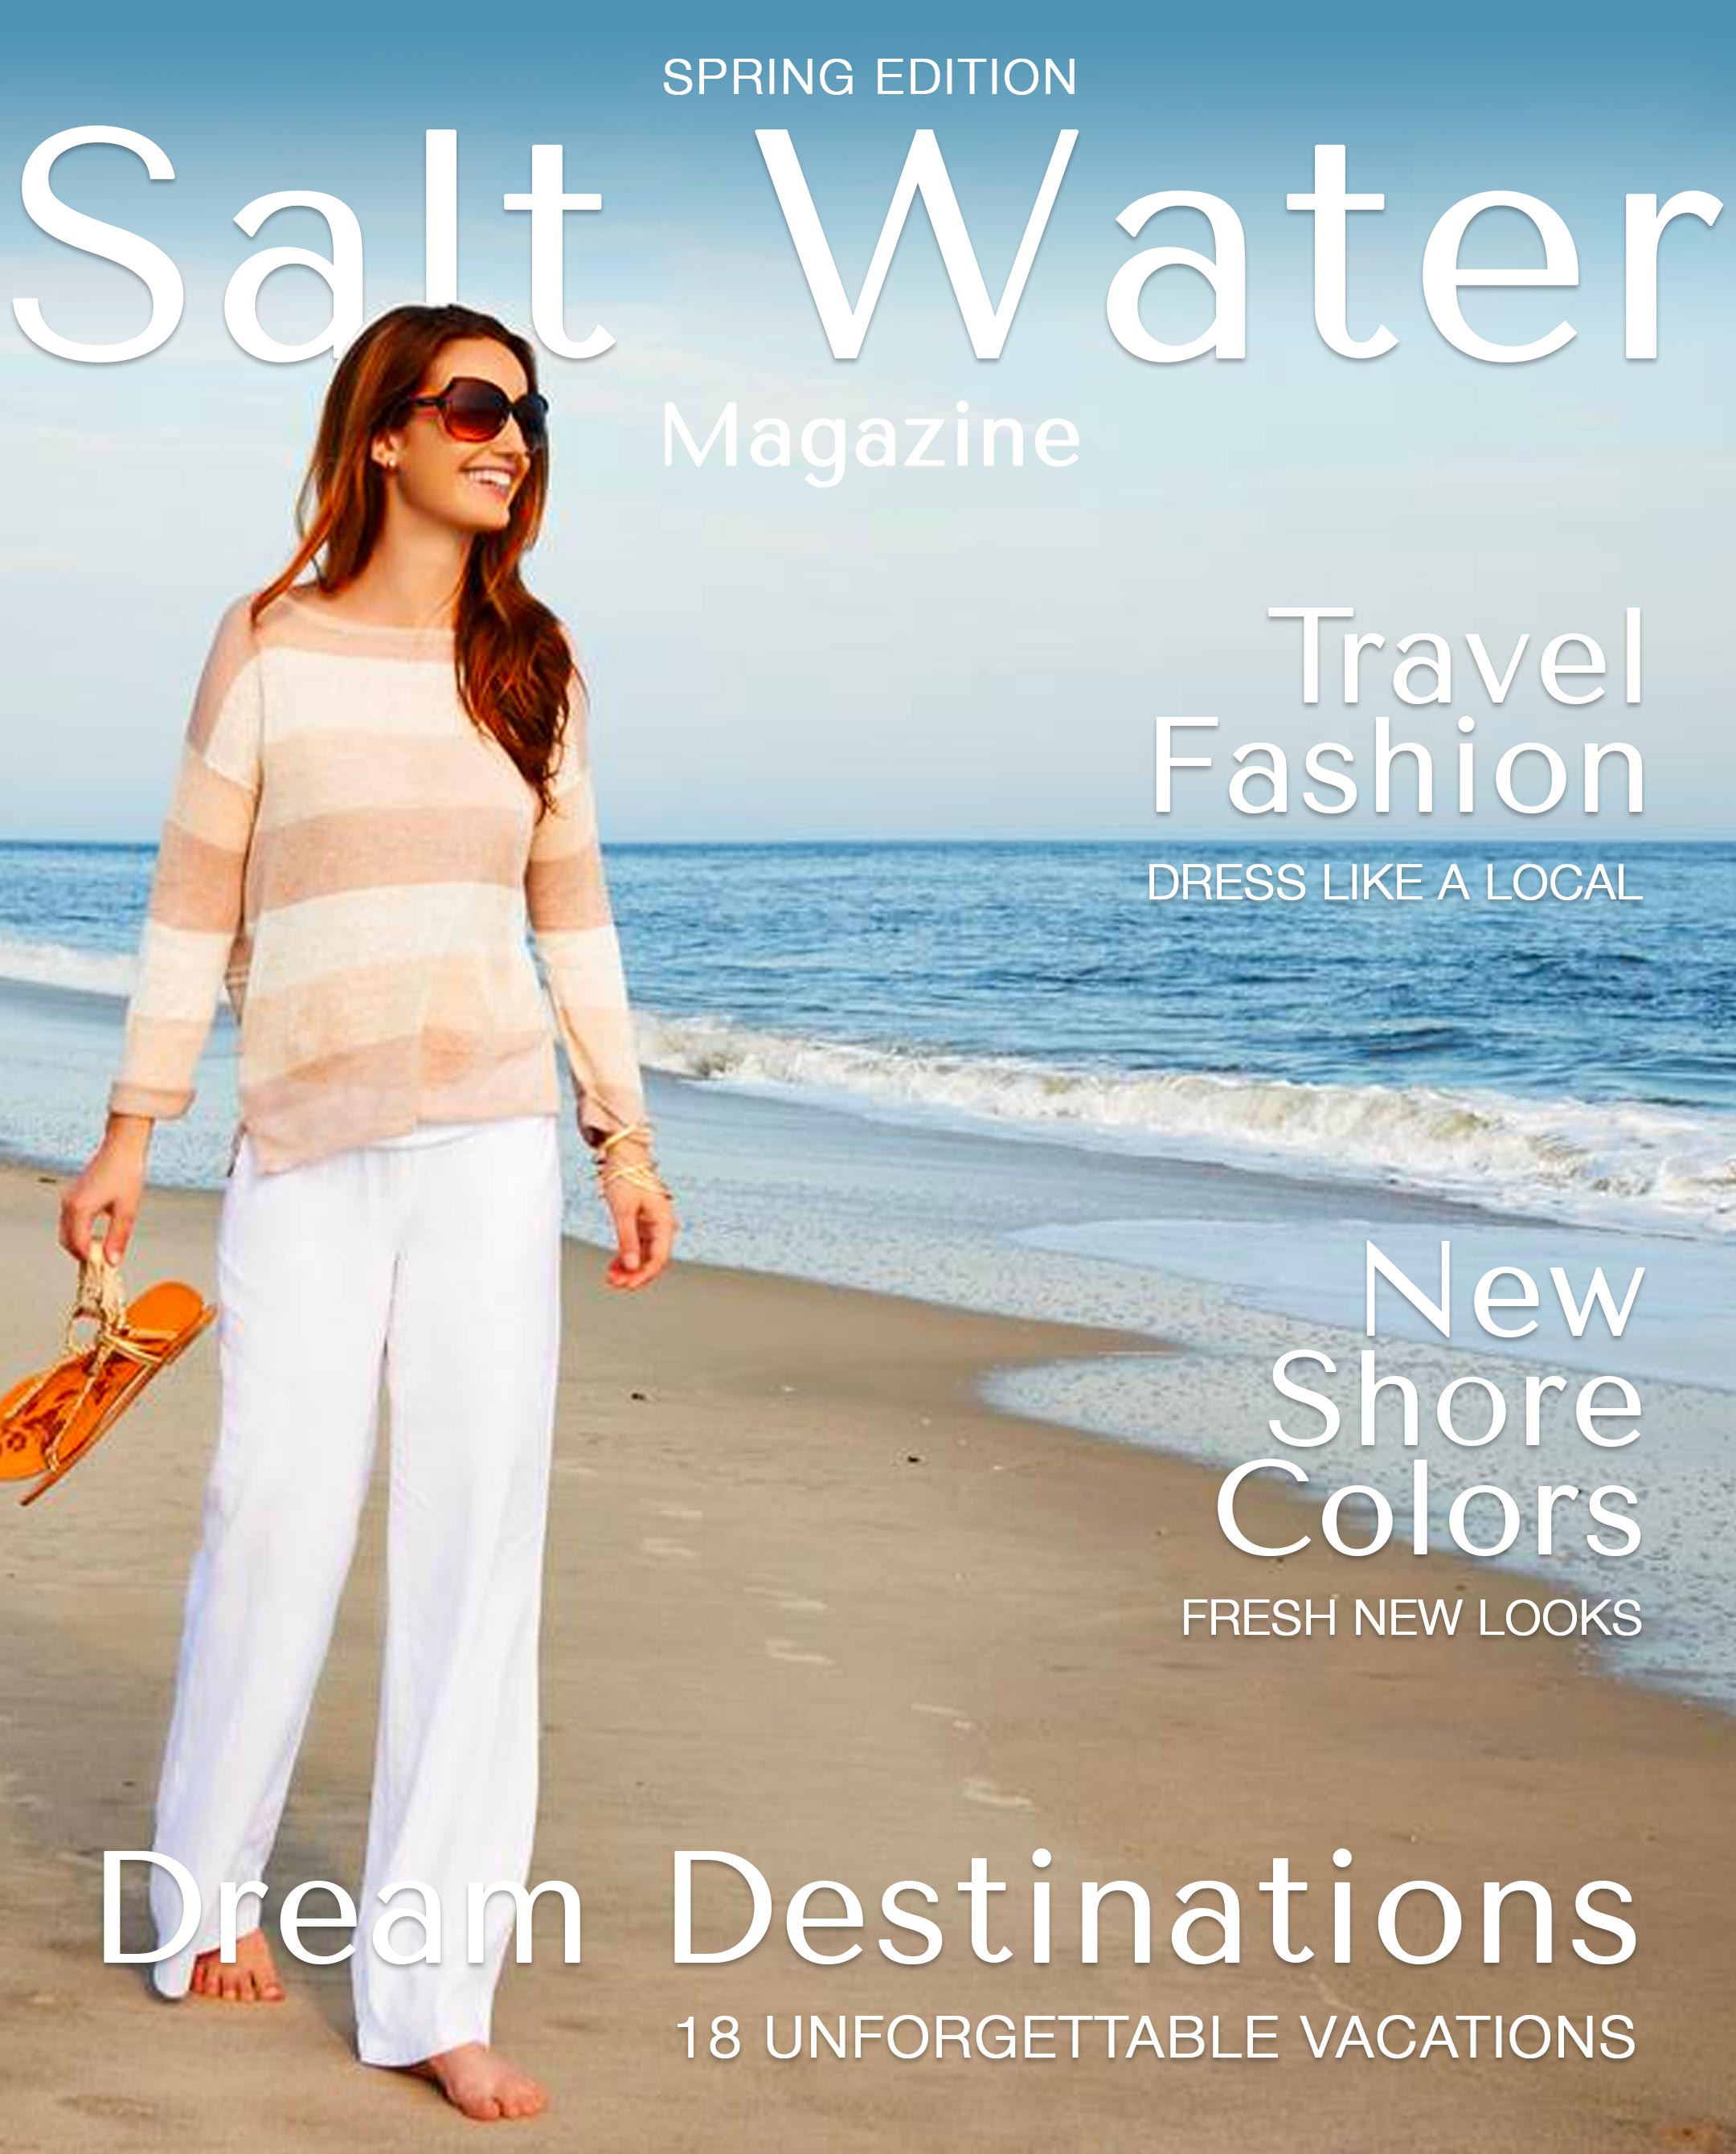 SPRING EDITION
Salt Water
Magazine
Travel
Fashion
DRESS LIKE A LOCAL
New
Shore
Colors
FRESH NEW LOOKS
Dream Destinations
18 UNFORGETTABLE VACATIONS